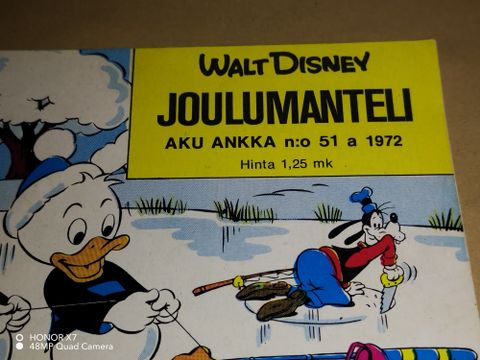 WALT DISNEY
JOULUMANTELI
AKU ANKKA n:o 51 a 1972
Hinta 1,25 mk
HONOR X7
48MP Quad Camera